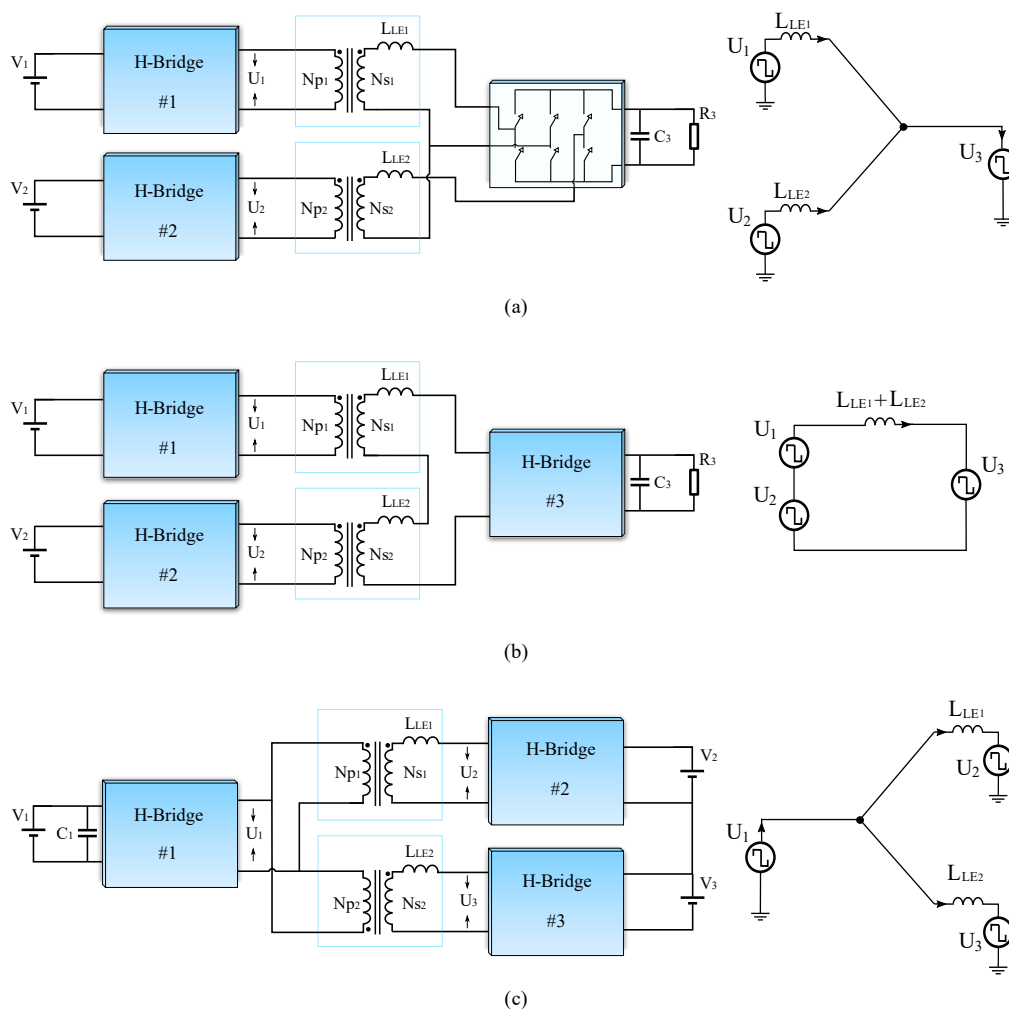 LLE1
V1
H-Bridge
#1
U1
Np1
Ns1
C3
R3
LLE2
V2
H-Bridge
#2
U2
Np2
Ns2
LLE1
U1
U3
LLE2
U2
(a)
LLE1
V1
H-Bridge
#1
U1
Np1
Ns1
H-Bridge
#3
C3
R3
LLE2
V2
H-Bridge
#2
U2
Np2
Ns2
LLE1+LLE2
U1
U2
U3
(b)
V1
C1
H-Bridge
#1
U1
LLE1
Np1
Ns1
U2
H-Bridge
#2
V2
LLE2
Np2
Ns2
U3
H-Bridge
#3
V3
LLE1
U2
U1
LLE2
U3
(c)